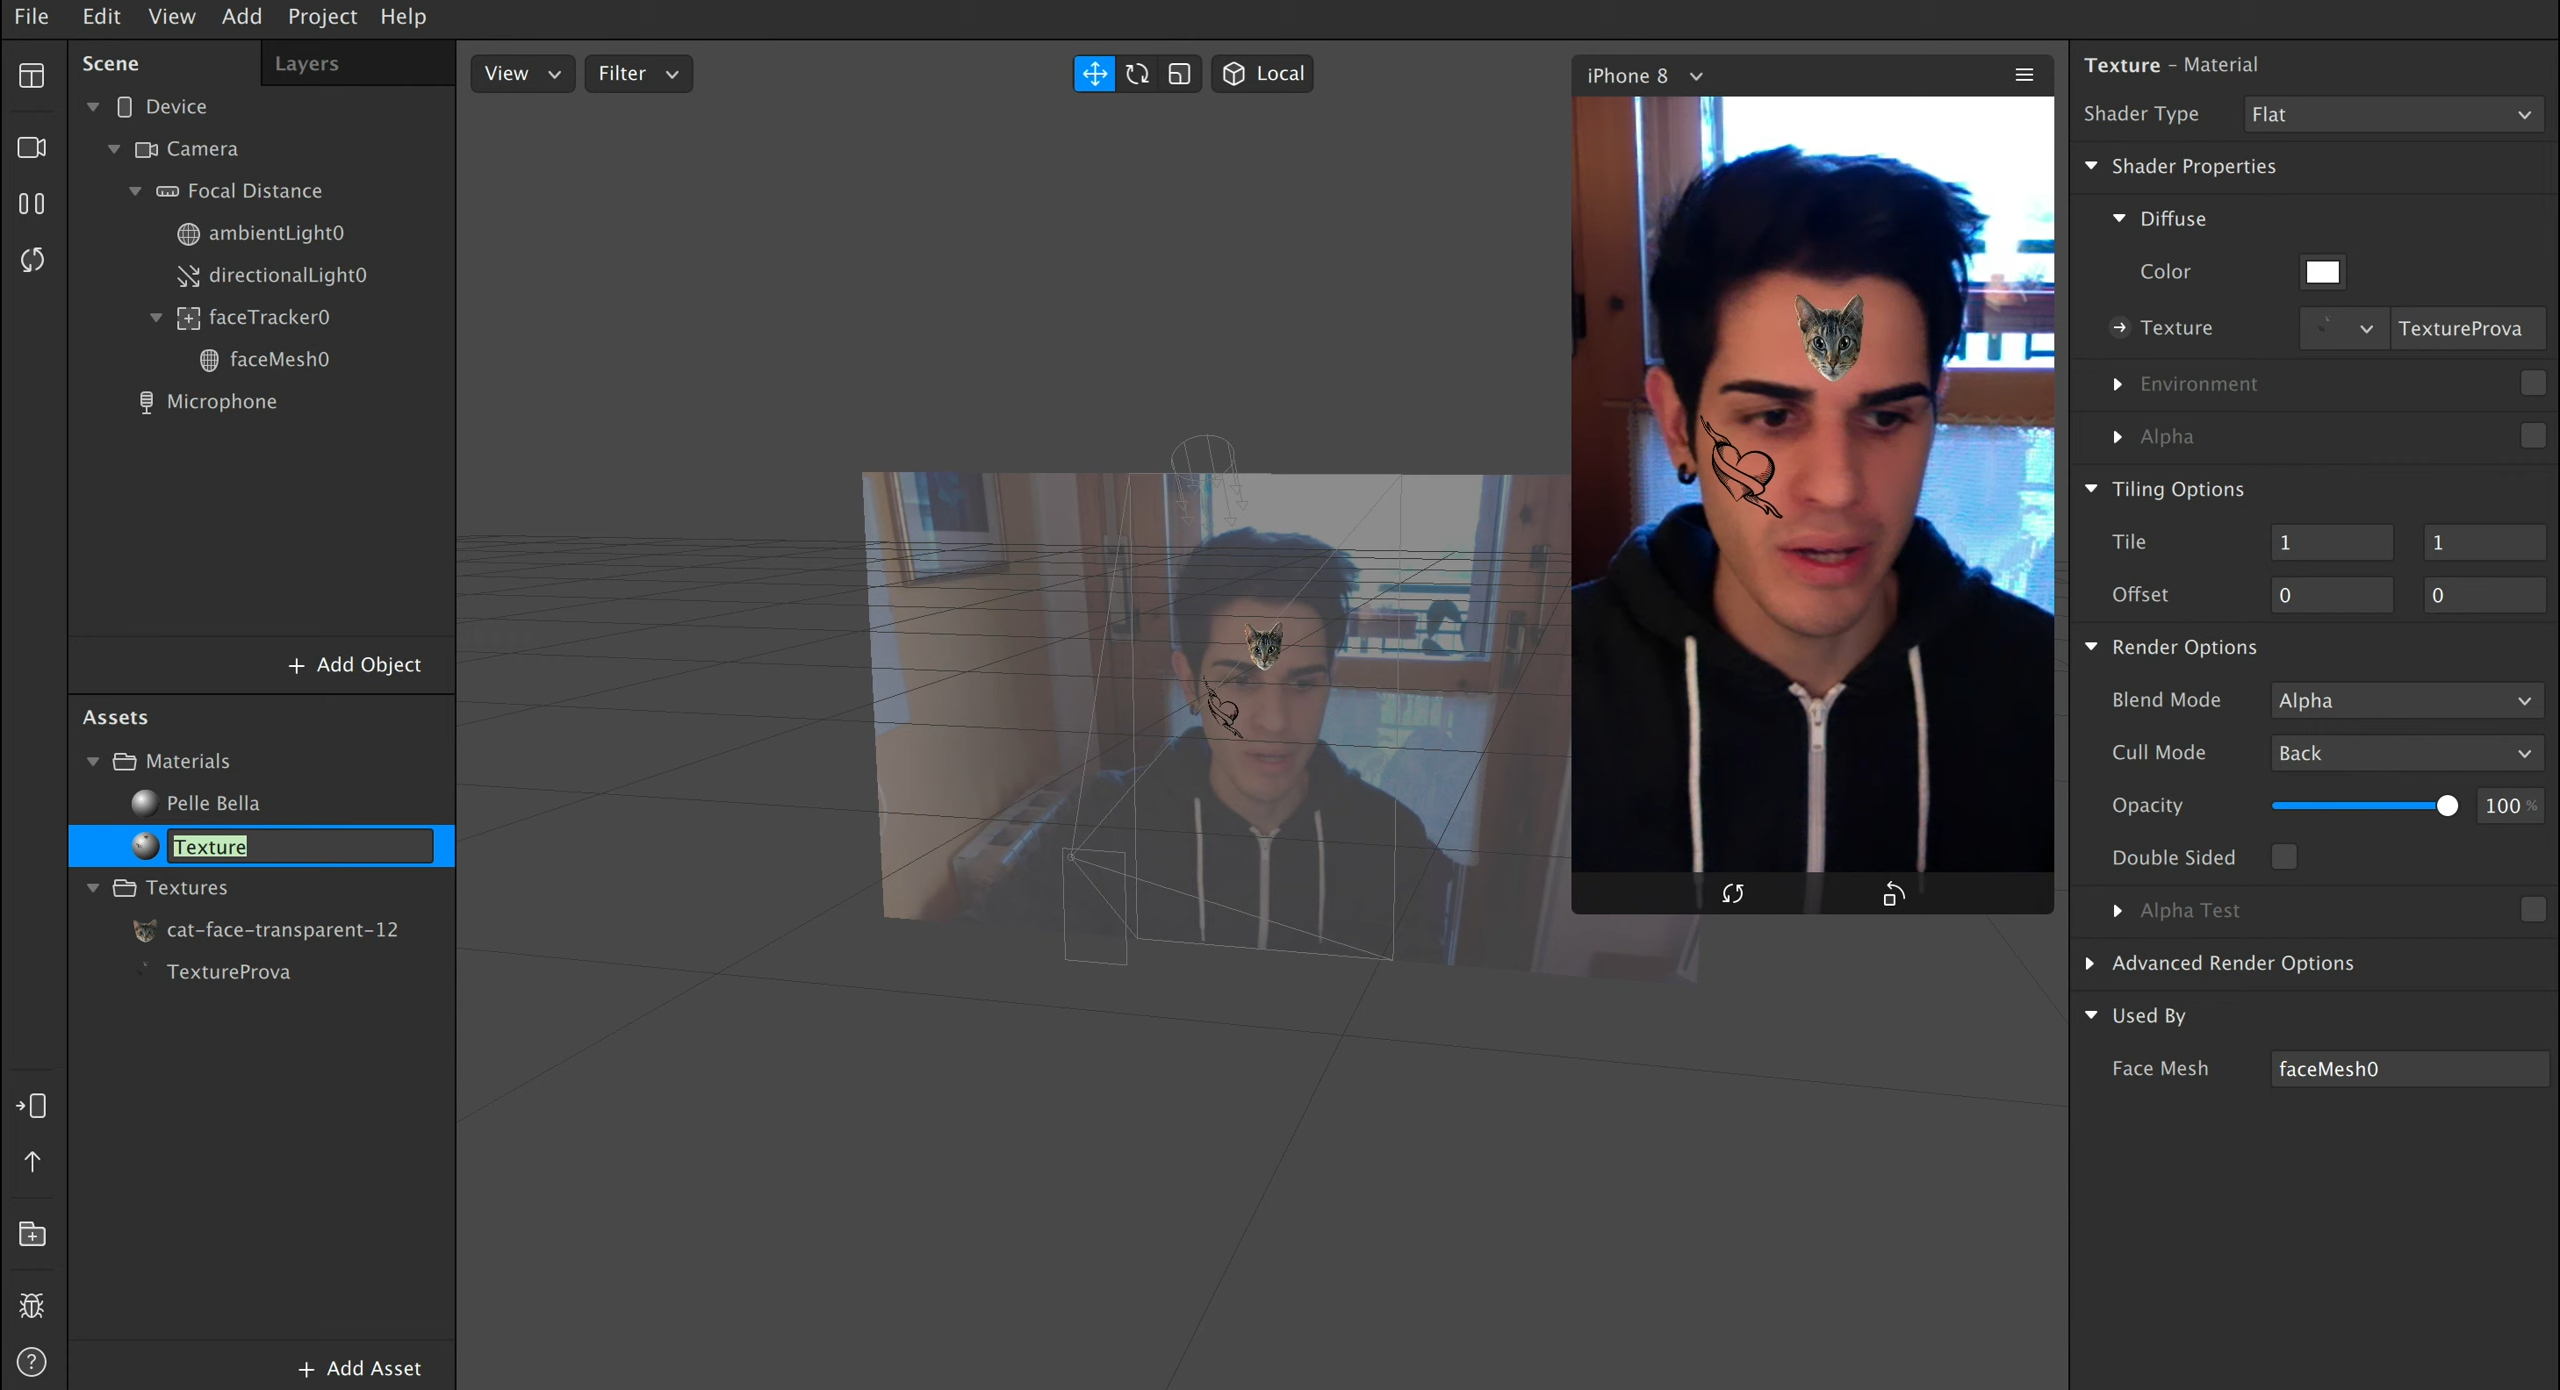 File Edit View Add Project Help
Scene Layers
Device
Camera
Focal Distance
ambientLight0
directionalLight0
faceTracker0
faceMesh0
Microphone
+ Add Object
Assets
Materials
Pelle Bella
Texture
Textures
cat-face-transparent-12
TextureProva
+ Add Asset
View Filter Local
iPhone 8
Texture - Material
Shader Type Flat
Shader Properties
Diffuse
Color
Texture TextureProva
Environment
Alpha
Tiling Options
Tile 1 1
Offset 0 0
Render Options
Blend Mode Alpha
Cull Mode Back
Opacity 100 %
Double Sided
Alpha Test
Advanced Render Options
Used By
Face Mesh faceMesh0